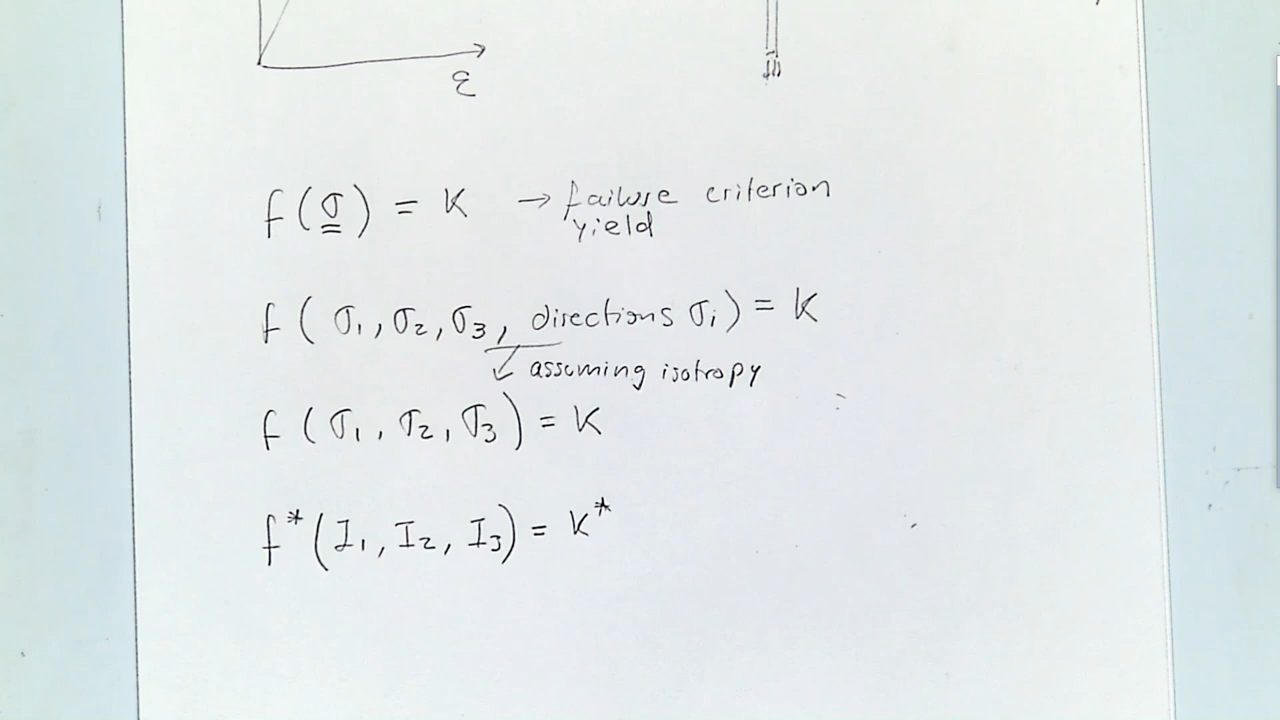 ε
f(σ) = K → failure criterion
yield
f(σ₁, σ₂, σ₃, directions σᵢ) = K
↙ assuming isotropy
f(σ₁, σ₂, σ₃) = K
f*(I₁, I₂, I₃) = K*